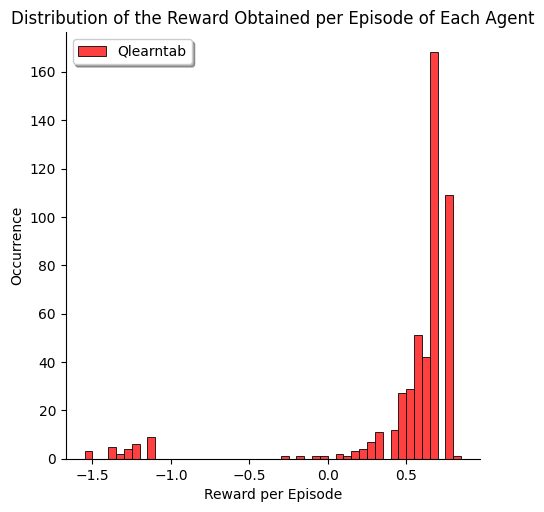 Distribution of the Reward Obtained per Episode of Each Agent
Qlearntab
160
140
120
100
80
60
40
20
0
Occurrence
−1.5 −1.0 −0.5 0.0 0.5
Reward per Episode